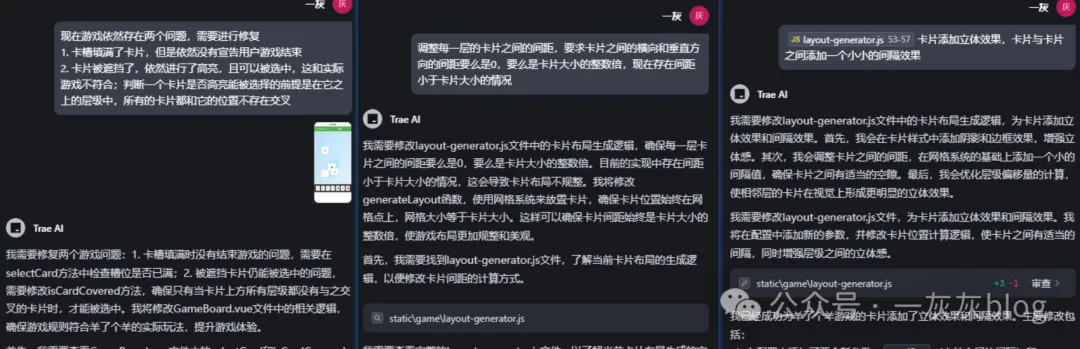 一灰
灰
现在游戏依然存在两个问题，需要进行修复
1. 卡槽填满了卡片，但是依然没有宣告用户游戏结束
2. 卡片被遮挡了，依然进行了高亮，且可以被选中，这和实际
游戏不符合；判断一个卡片是否高亮能被选择的前提是在它之
上的层级中，所有的卡片都和它的位置不存在交叉
Trae AI
我需要修复两个游戏问题：1. 卡槽填满时没有结束游戏的问题，需要在
selectCard方法中检查槽位是否已满；2. 被遮挡卡片仍能被选中的问题，
需要修改isCardCovered方法，确保只有当卡片上方所有层级都没有与之交
叉的卡片时，才能被选中。我将修改GameBoard.vue文件中的相关逻辑，
确保游戏规则符合羊了个羊的实际玩法，提升游戏体验。
一灰
灰
调整每一层的卡片之间的间距，要求卡片之间的横向和垂直方
向的间距要么是0，要么是卡片大小的整数倍，现在存在间距
小于卡片大小的情况
Trae AI
我需要修改layout-generator.js文件中的卡片布局生成逻辑，确保每一层卡
片之间的间距要么是0，要么是卡片大小的整数倍。目前的实现中存在间距
小于卡片大小的情况，这会导致卡片布局不规整。我将修改
generateLayout函数，使用网格系统来放置卡片，确保卡片位置始终在网
格点上，网格大小等于卡片大小。这样可以确保卡片间距始终是卡片大小的
整数倍，使游戏布局更加规整和美观。
首先，我需要找到layout-generator.js文件，了解当前卡片布局的生成逻
辑，以便修改卡片间距的计算方式。
static\game\layout-generator.js
一灰
灰
JS layout-generator.js 53-57 卡片添加立体效果，卡片与卡片
之间添加一个小小的间隔效果
Trae AI
我需要修改layout-generator.js文件中的卡片布局生成逻辑，为卡片添加立
体效果和间隔效果。首先，我会在卡片样式中添加阴影和边框效果，增强立
体感。其次，我会调整卡片之间的间距，在网格系统的基础上添加一个小的
间隔值，确保卡片之间有适当的空隙。最后，我会优化层级偏移量的计算，
使相邻层的卡片在视觉上形成更明显的立体效果。
我需要修改layout-generator.js文件，为卡片添加立体效果和间隔效果。我
将在配置中添加新的参数，并修改卡片位置计算逻辑，使卡片之间有适当的
间隔，同时增强层级之间的立体感。
static\game\layout-generator.js +3 -1 审查
公众号 · 一灰灰blog